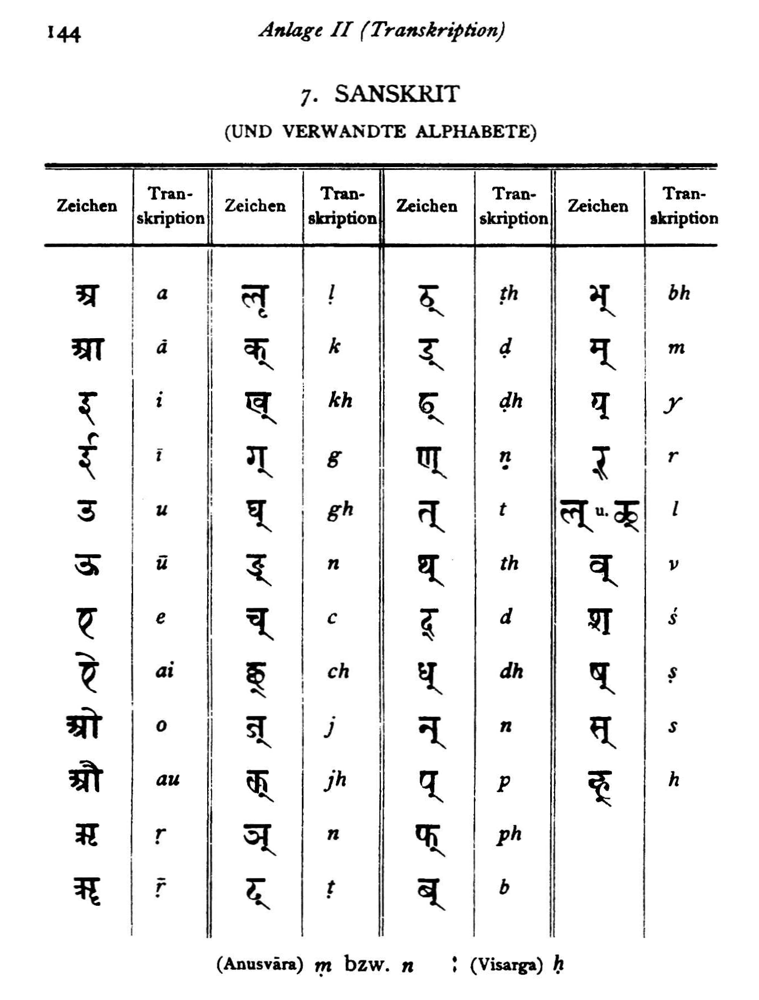 144
Anlage II (Transkription)
7. SANSKRIT
(UND VERWANDTE ALPHABETE)
Zeichen Tran-skription Zeichen Tran-skription Zeichen Tran-skription Zeichen Tran-skription
अ a लृ ḷ ठ् ṭh भ् bh
आ ā क् k ड् ḍ म् m
इ i ख् kh ढ् ḍh य् y
ई ī ग् g ण् ṇ र् r
उ u घ् gh त् t ल् u. ळ् l
ऊ ū ङ् n थ् th व् v
ए e च् c द् d श् ś
ऐ ai छ् ch ध् dh ष् ṣ
ओ o ज् j न् n स् s
औ au झ् jh प् p ह् h
ऋ ṛ ञ् n फ् ph
ॠ ṝ ट् ṭ ब् b
(Anusvāra) ṃ bzw. n : (Visarga) ḥ